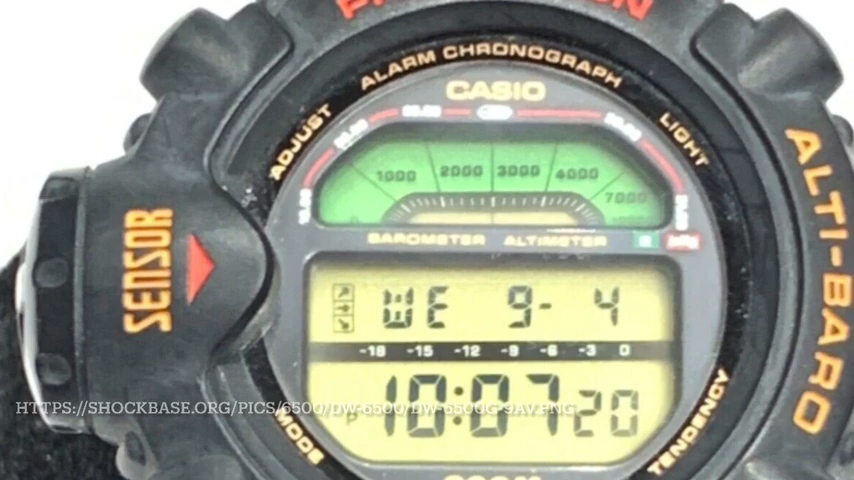 ALARM CHRONOGRAPH
CASIO
ADJUST
LIGHT
1000 2000 3000 4000
7000
BAROMETER ALTIMETER
ALTI-BARO
SENSOR
WE 9- 4
-18 -15 -12 -9 -6 -3 0
P 10:07 20
HTTPS://SHOCKBASE.ORG/PICS/6500/DW-6500/DW-6500G-9AV.PNG
MODE
TENDENCY